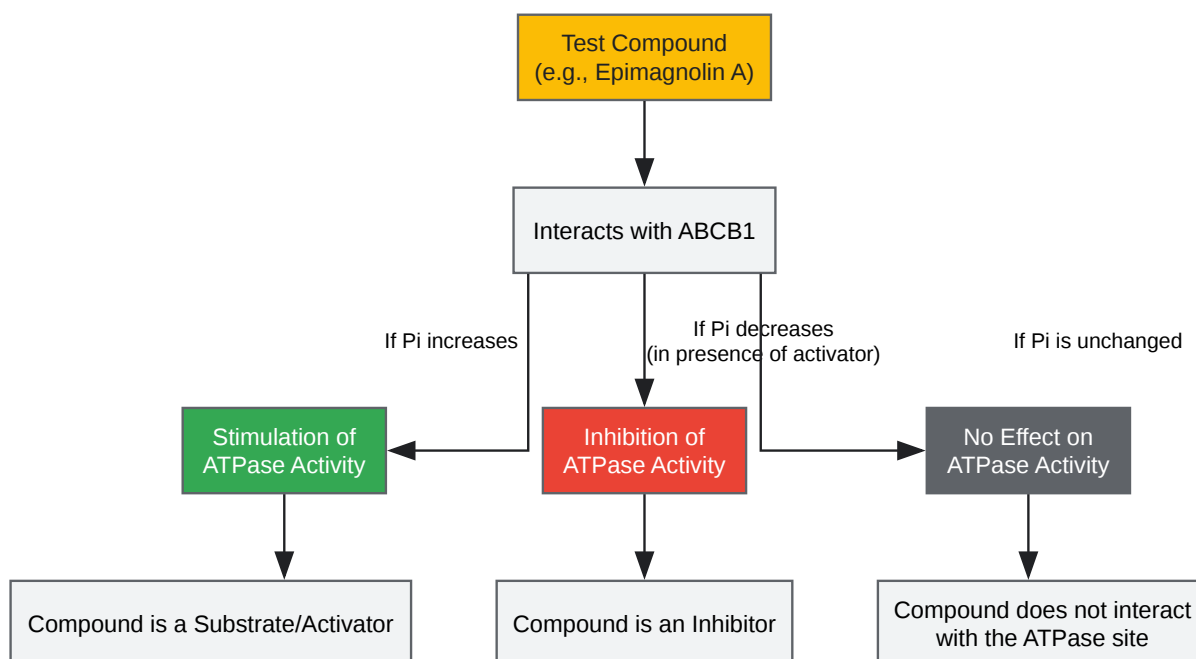 Test Compound
(e.g., Epimagnolin A)
Interacts with ABCB1
If Pi increases
If Pi decreases
(in presence of activator)
If Pi is unchanged
Stimulation of
ATPase Activity
Inhibition of
ATPase Activity
No Effect on
ATPase Activity
Compound is a Substrate/Activator
Compound is an Inhibitor
Compound does not interact
with the ATPase site